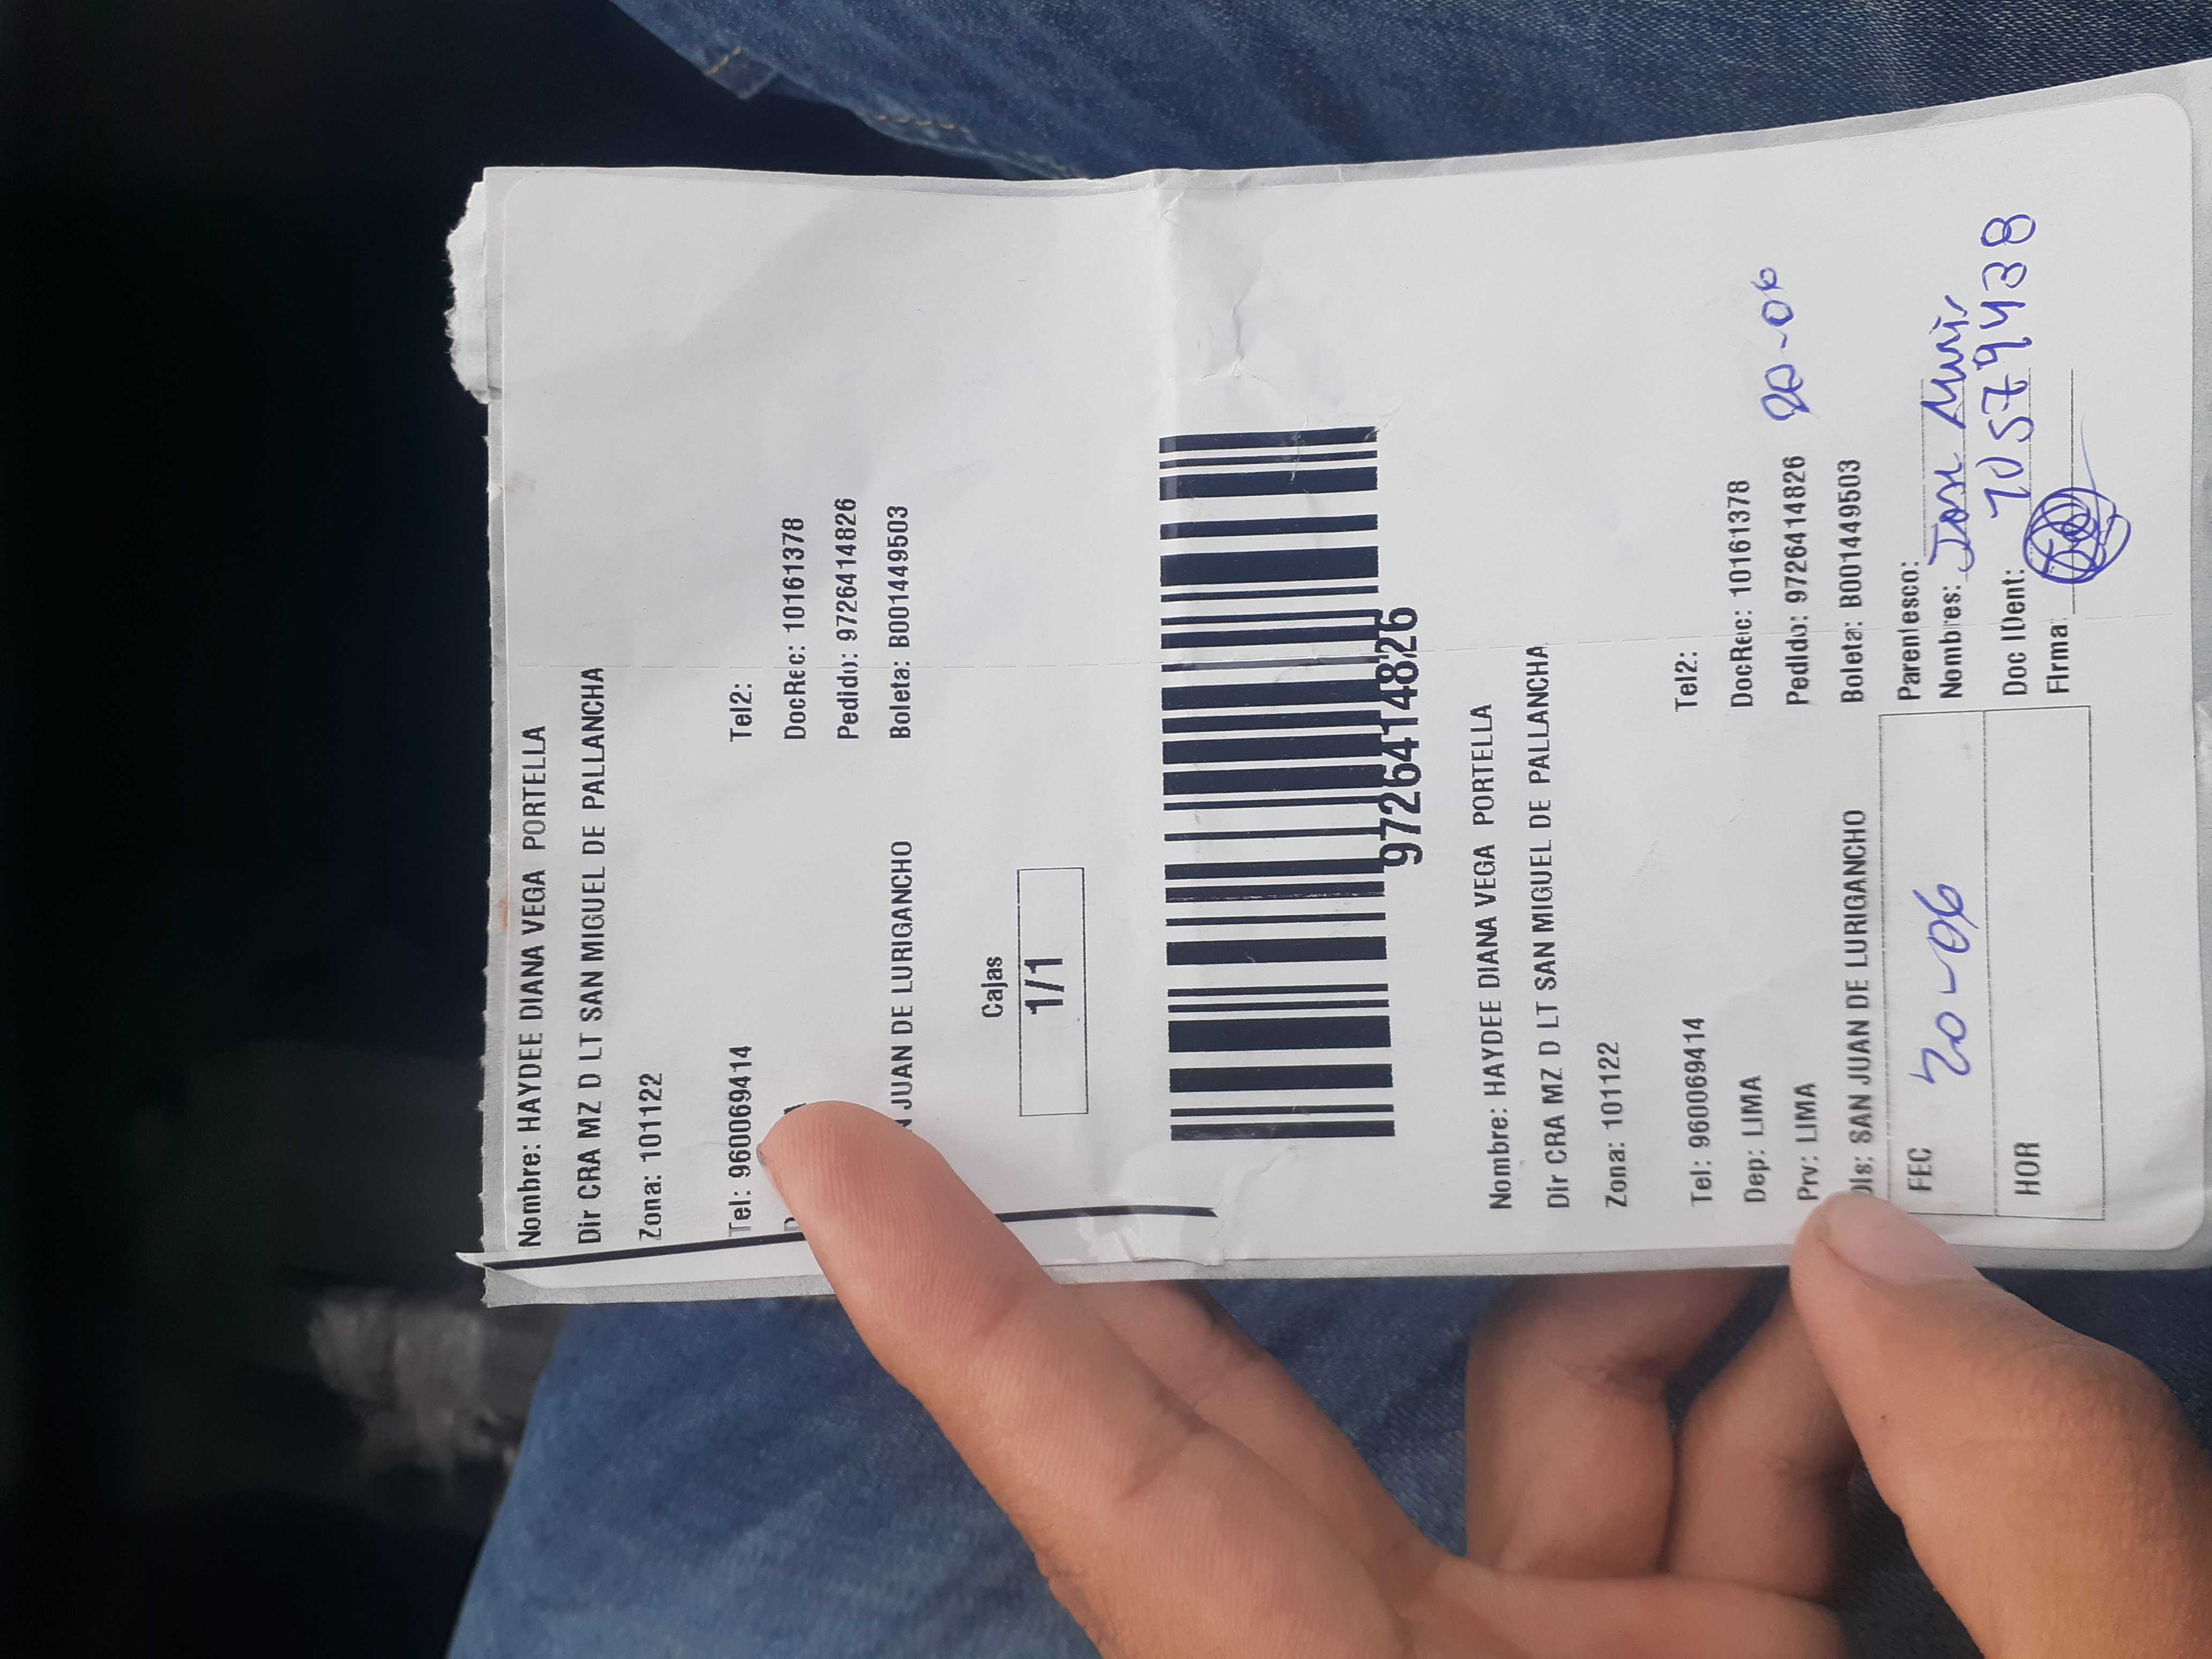 Nombre: HAYDEE DIANA VEGA PORTELLA
Dir CRA MZ D LT SAN MIGUEL DE PALLANCHA
Zona: 101122
Tel: 960069414 Tel2:
DocRec: 10161378
Pedido: 9726414826
JUAN DE LURIGANCHO Boleta: B001449503
Cajas
1/1
9726414826
Nombre: HAYDEE DIANA VEGA PORTELLA
Dir CRA MZ D LT SAN MIGUEL DE PALLANCHA
Zona: 101122
Tel: 960069414 Tel2:
Dep: LIMA DocRec: 10161378
Prv: LIMA Pedido: 9726414826 20-06
Dis: SAN JUAN DE LURIGANCHO Boleta: B001449503
FEC 20-06 Parentesco:
Nombres: Jose
HOR Doc IDent: 70579438
Firma: